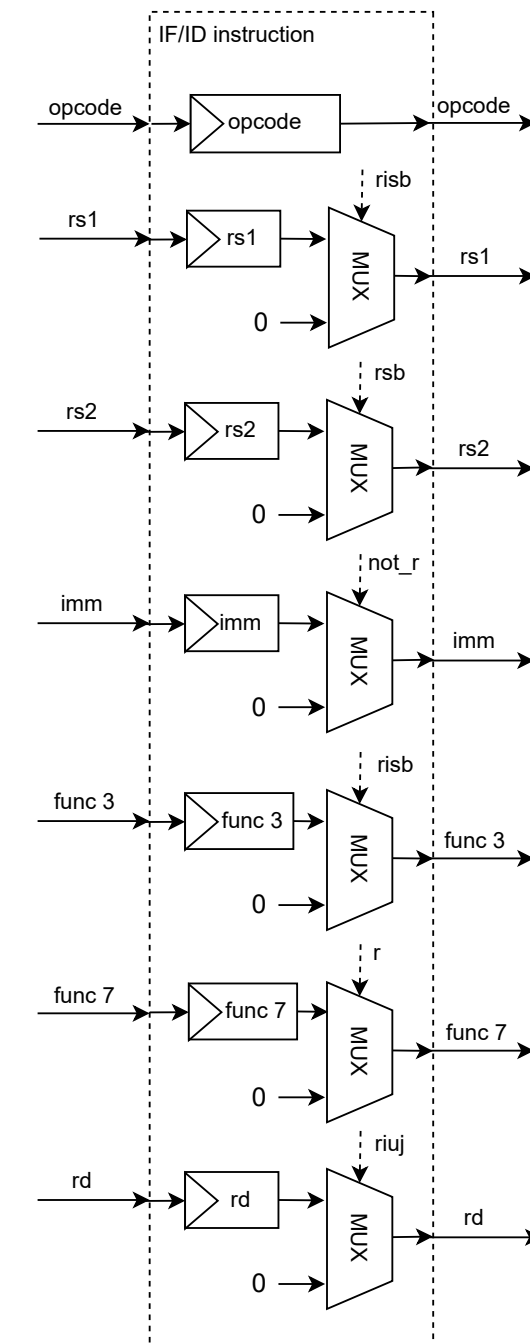 IF/ID instruction
opcode
opcode
opcode
risb
rs1
rs1
MUX
rs1
0
rsb
rs2
rs2
MUX
rs2
0
not_r
imm
imm
MUX
imm
0
risb
func 3
func 3
MUX
func 3
0
r
func 7
func 7
MUX
func 7
0
riuj
rd
rd
MUX
rd
0